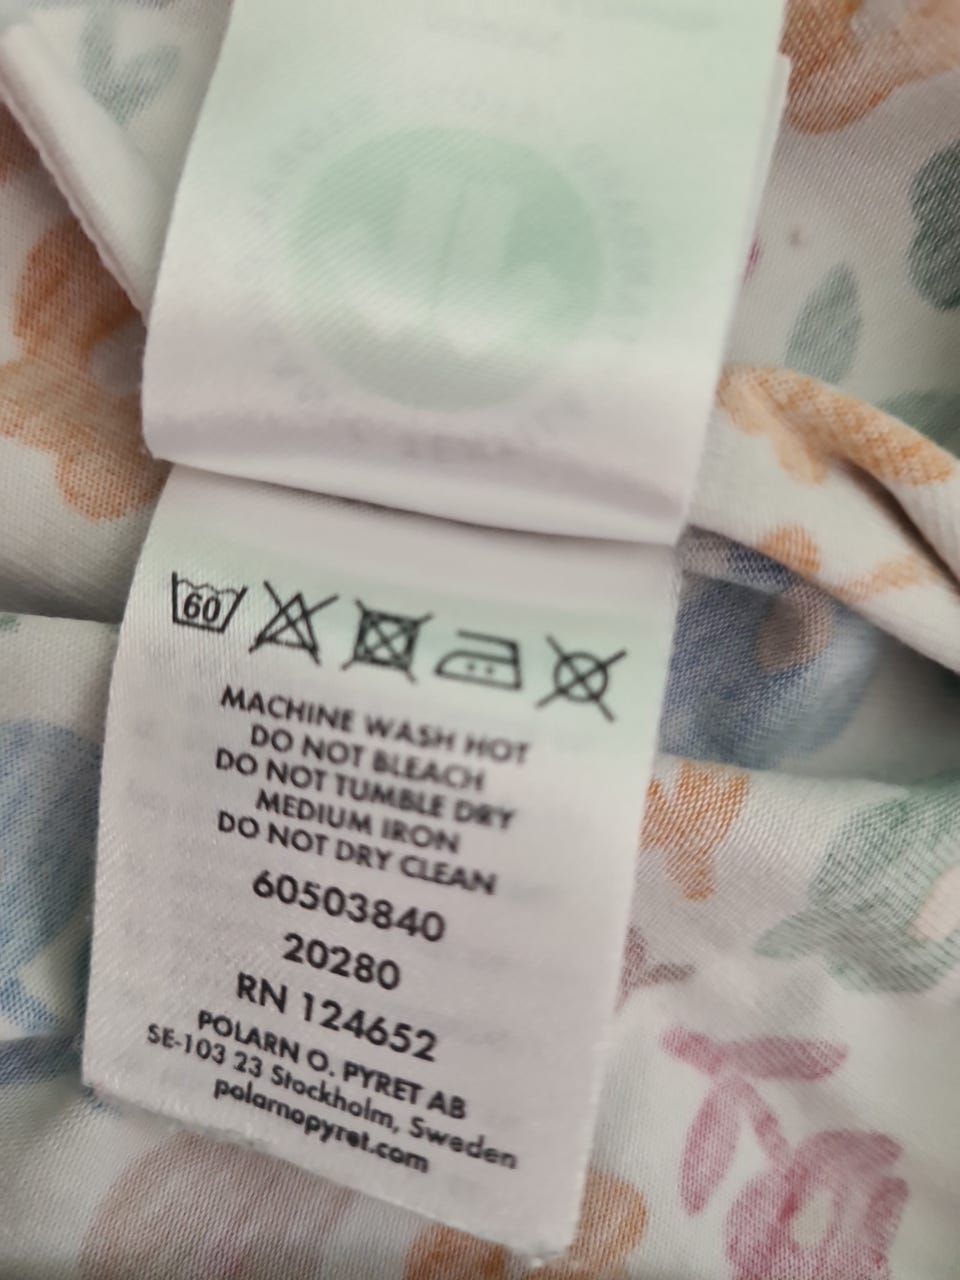 60
MACHINE WASH HOT
DO NOT BLEACH
DO NOT TUMBLE DRY
MEDIUM IRON
DO NOT DRY CLEAN
60503840
20280
RN 124652
POLARN O. PYRET AB
SE-103 23 Stockholm, Sweden
polarnopyret.com